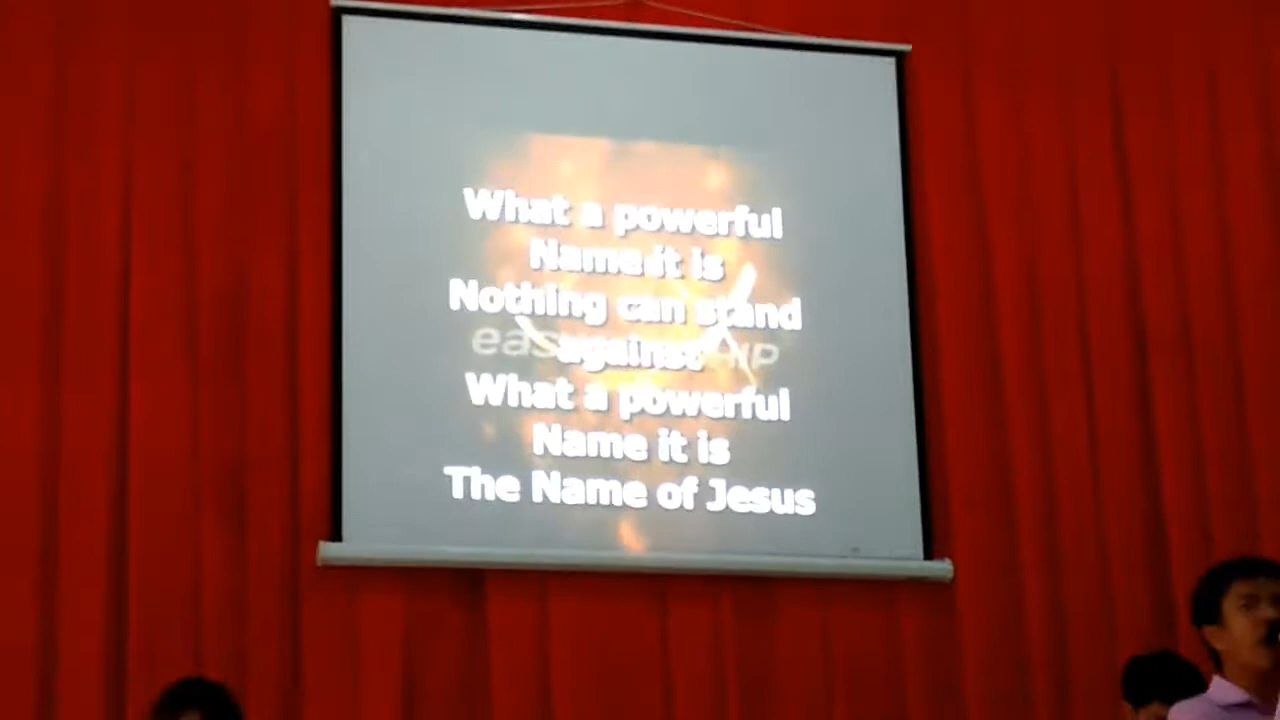 What a powerful
Name it is
Nothing can stand
against
What a powerful
Name it is
The Name of Jesus